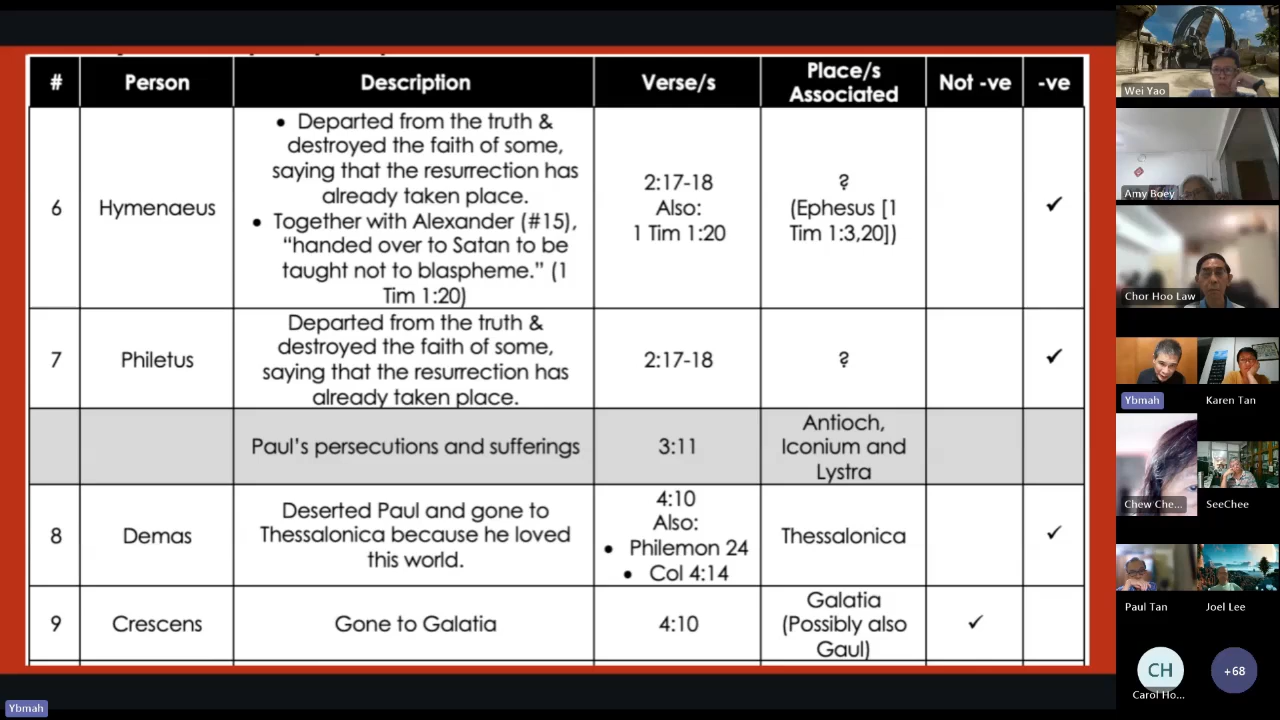 # Person Description Verse/s Place/s Associated Not -ve -ve
6
Hymenaeus
• Departed from the truth &
destroyed the faith of some,
saying that the resurrection has
already taken place.
• Together with Alexander (#15),
“handed over to Satan to be
taught not to blaspheme.” (1
Tim 1:20)
2:17-18
Also:
1 Tim 1:20
?
(Ephesus [1
Tim 1:3,20])
✓
7
Philetus
Departed from the truth &
destroyed the faith of some,
saying that the resurrection has
already taken place.
2:17-18
?
✓
Paul’s persecutions and sufferings
3:11
Antioch,
Iconium and
Lystra
8
Demas
Deserted Paul and gone to
Thessalonica because he loved
this world.
4:10
Also:
• Philemon 24
• Col 4:14
Thessalonica
✓
9
Crescens
Gone to Galatia
4:10
Galatia
(Possibly also
Gaul)
✓
Ybmah
Wei Yao
Amy Boey
Chor Hoo Law
Ybmah
Karen Tan
Chew Che...
SeeChee
Paul Tan
Joel Lee
CH
Carol Ho...
+68